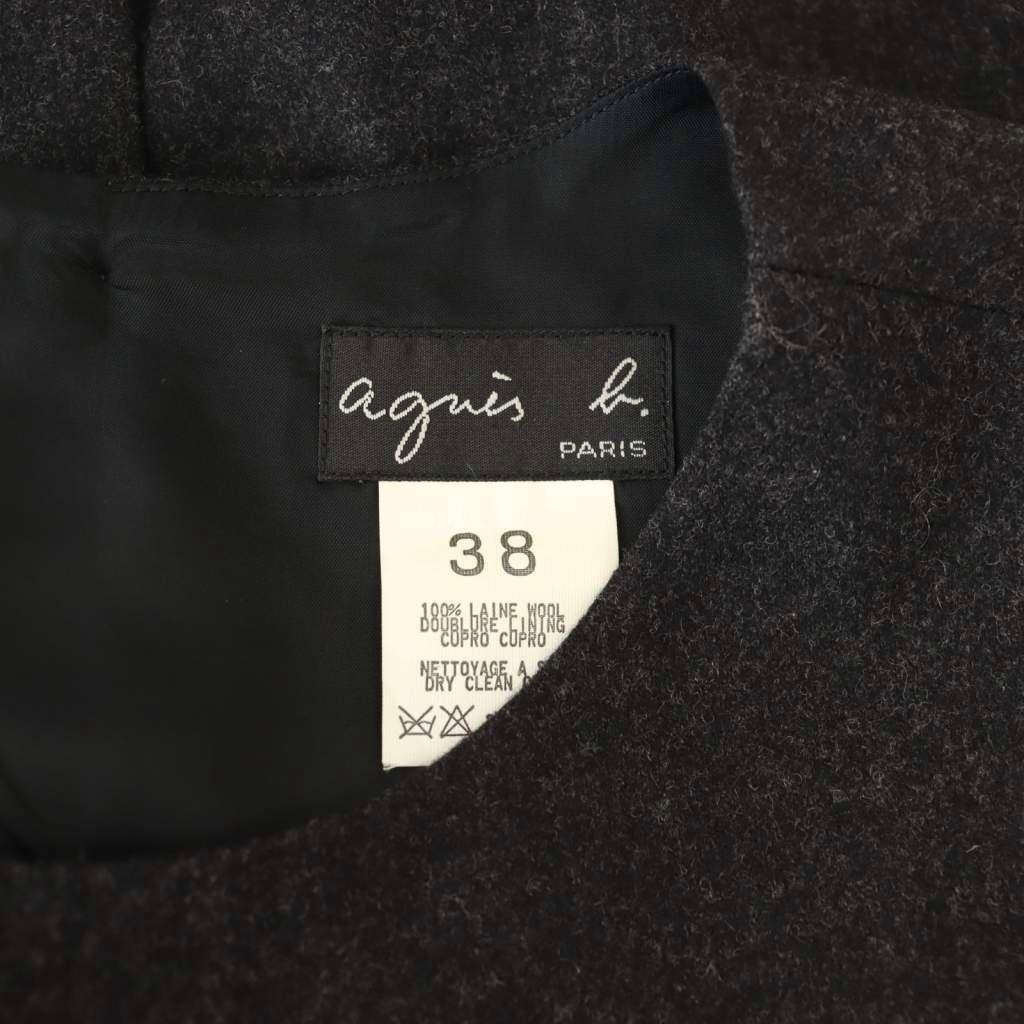 agnès b.
PARIS
38
100% LAINE WOOL
DOUBLURE LINING
CUPRO CUPRO
NETTOYAGE A
DRY CLEAN